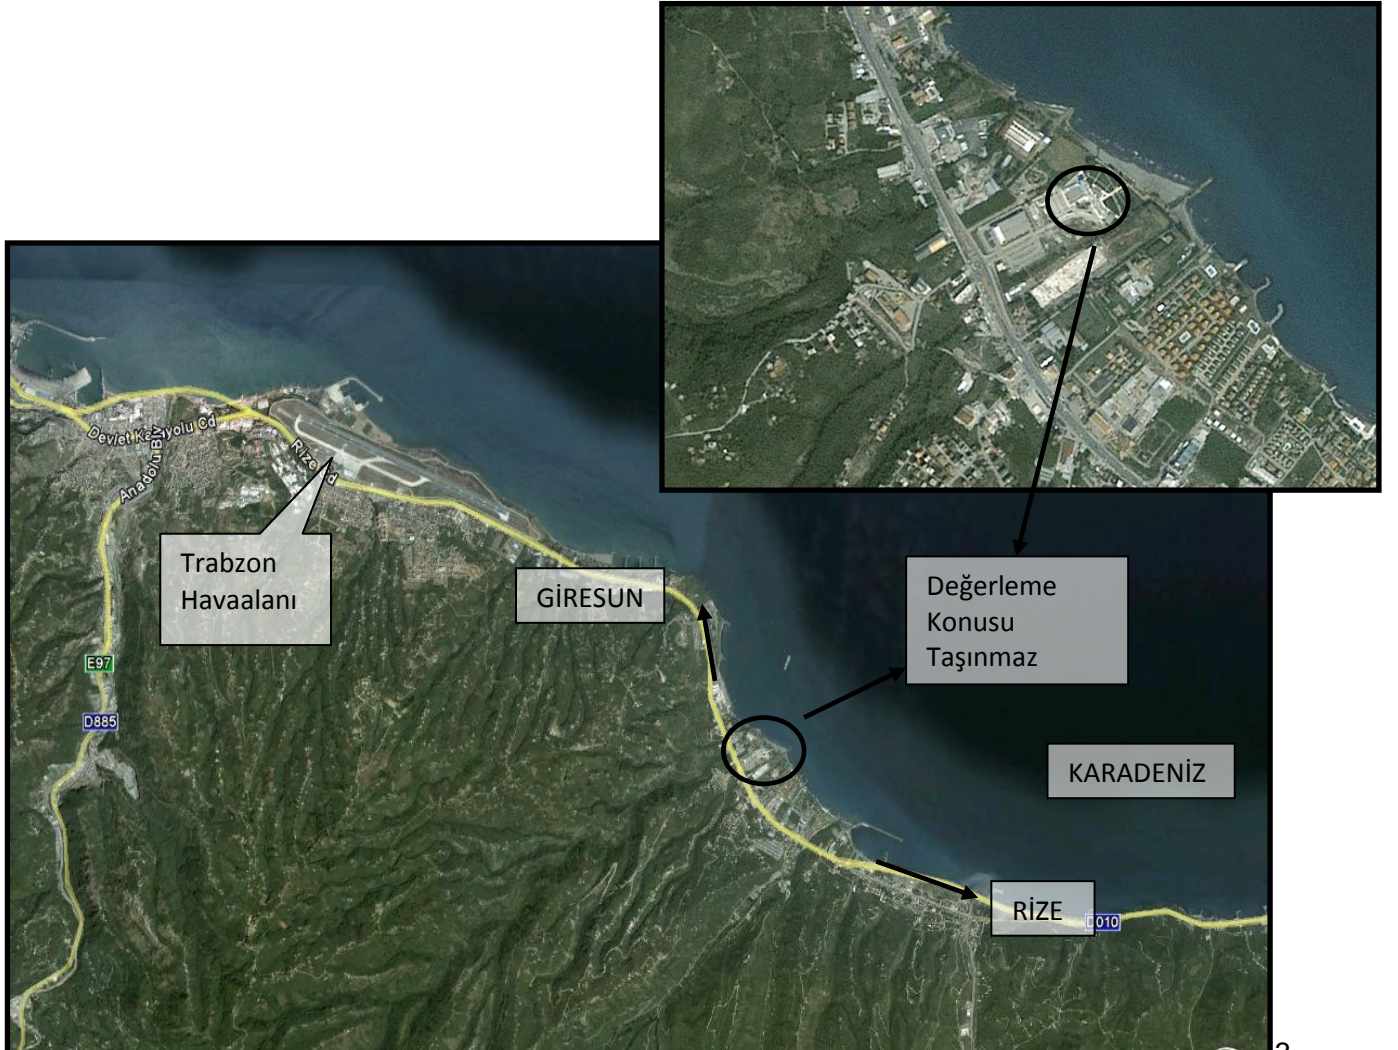 Devlet Karayolu Cd
Anadolu Blv
Rize Cd
Trabzon
Havaalanı
GİRESUN
Değerleme
Konusu
Taşınmaz
E97
D885
KARADENİZ
RİZE
D010